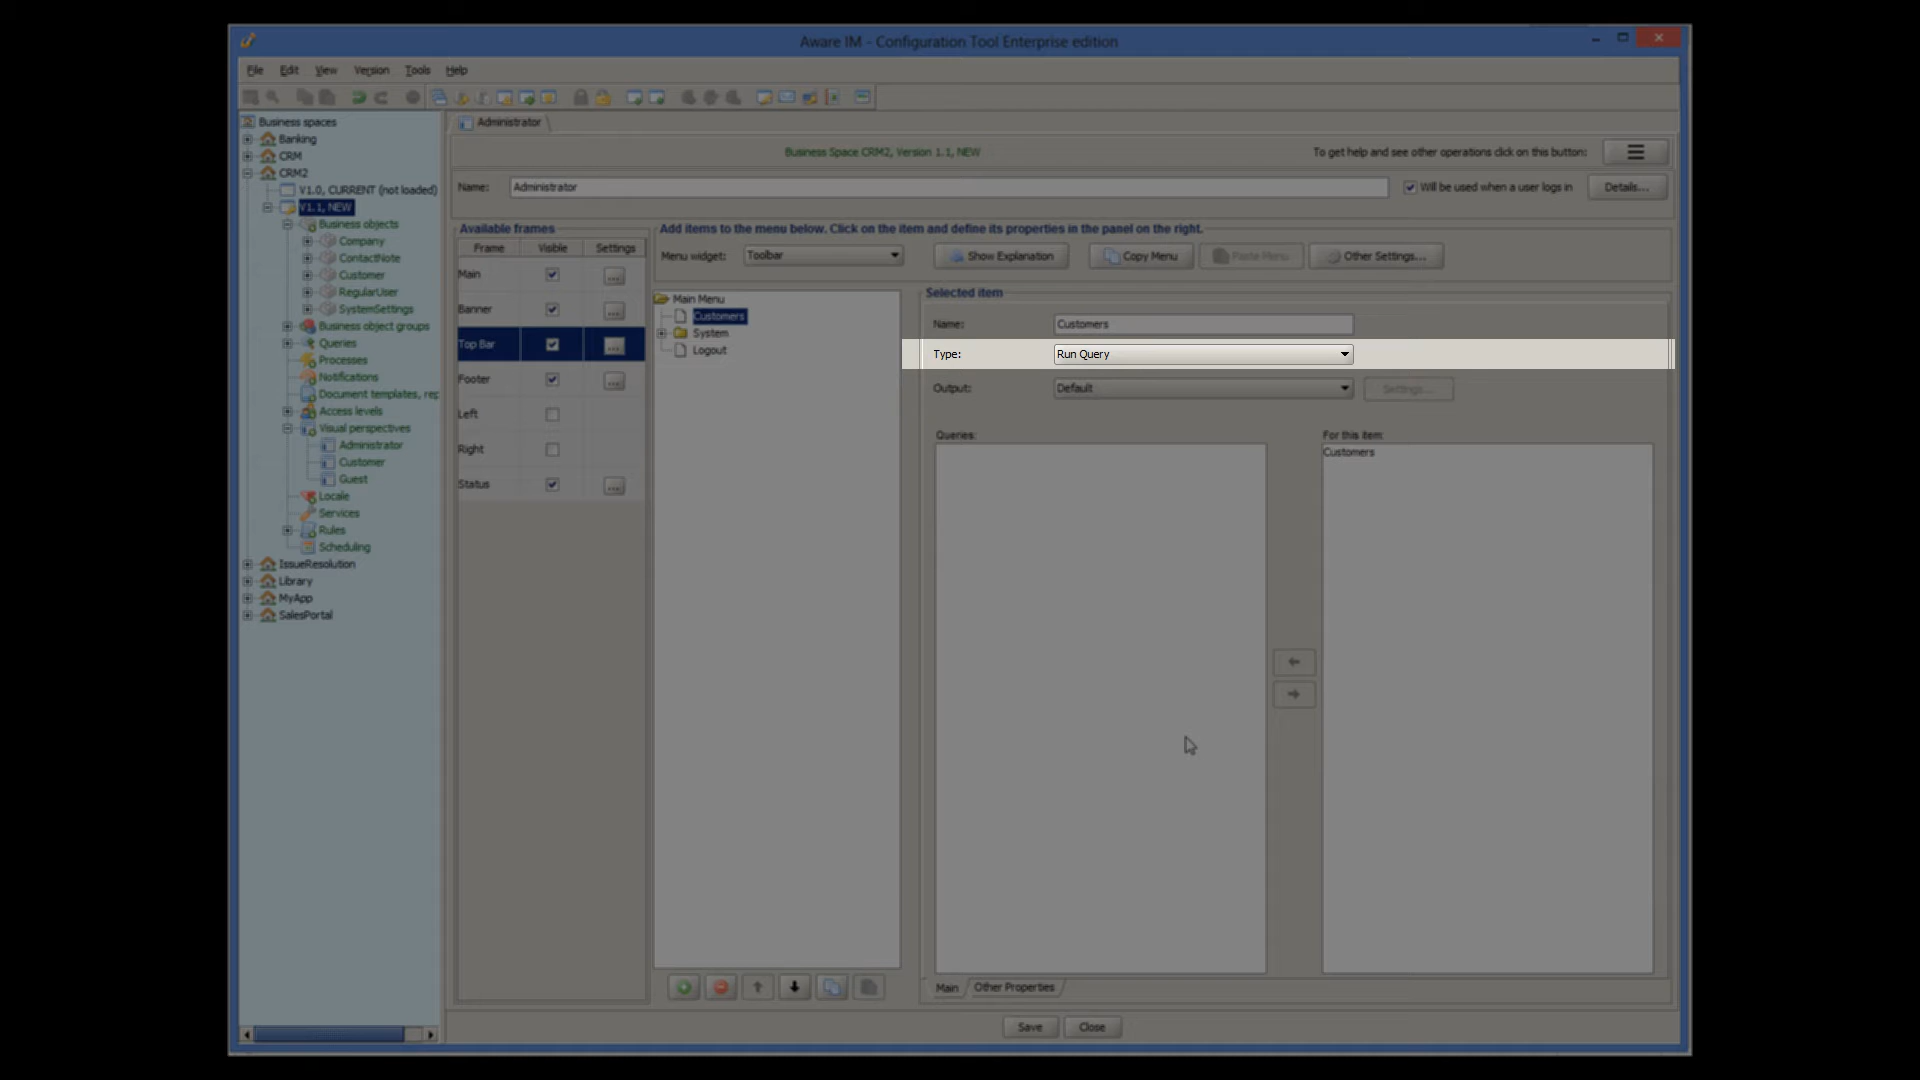 Aware IM - Configuration Tool Enterprise edition
File Edit View Version Tools Help
Business spaces
Banking
CRM
CRM2
V1.0, CURRENT (not loaded)
V1.1, NEW
Business objects
Company
ContactNote
Customer
RegularUser
SystemSettings
Business object groups
Queries
Processes
Notifications
Document templates, rep
Access levels
Visual perspectives
Administrator
Customer
Guest
Locale
Services
Rules
Scheduling
IssueResolution
Library
MyApp
SalesPortal
Administrator
Business Space CRM2, Version 1.1, NEW
To get help and see other operations click on this button:
Name: Administrator
Will be used when a user logs in
Details...
Available frames
Frame Visible Settings
Main ...
Banner ...
Top Bar ...
Footer ...
Left
Right
Status ...
Add items to the menu below. Click on the item and define its properties in the panel on the right.
Menu widget: Toolbar
Show Explanation
Copy Menu
Paste Menu
Other Settings...
Main Menu
Customers
System
Logout
Selected item
Name: Customers
Type: Run Query
Output: Default
Settings...
Queries:
For this item:
Customers
Main
Other Properties
Save
Close